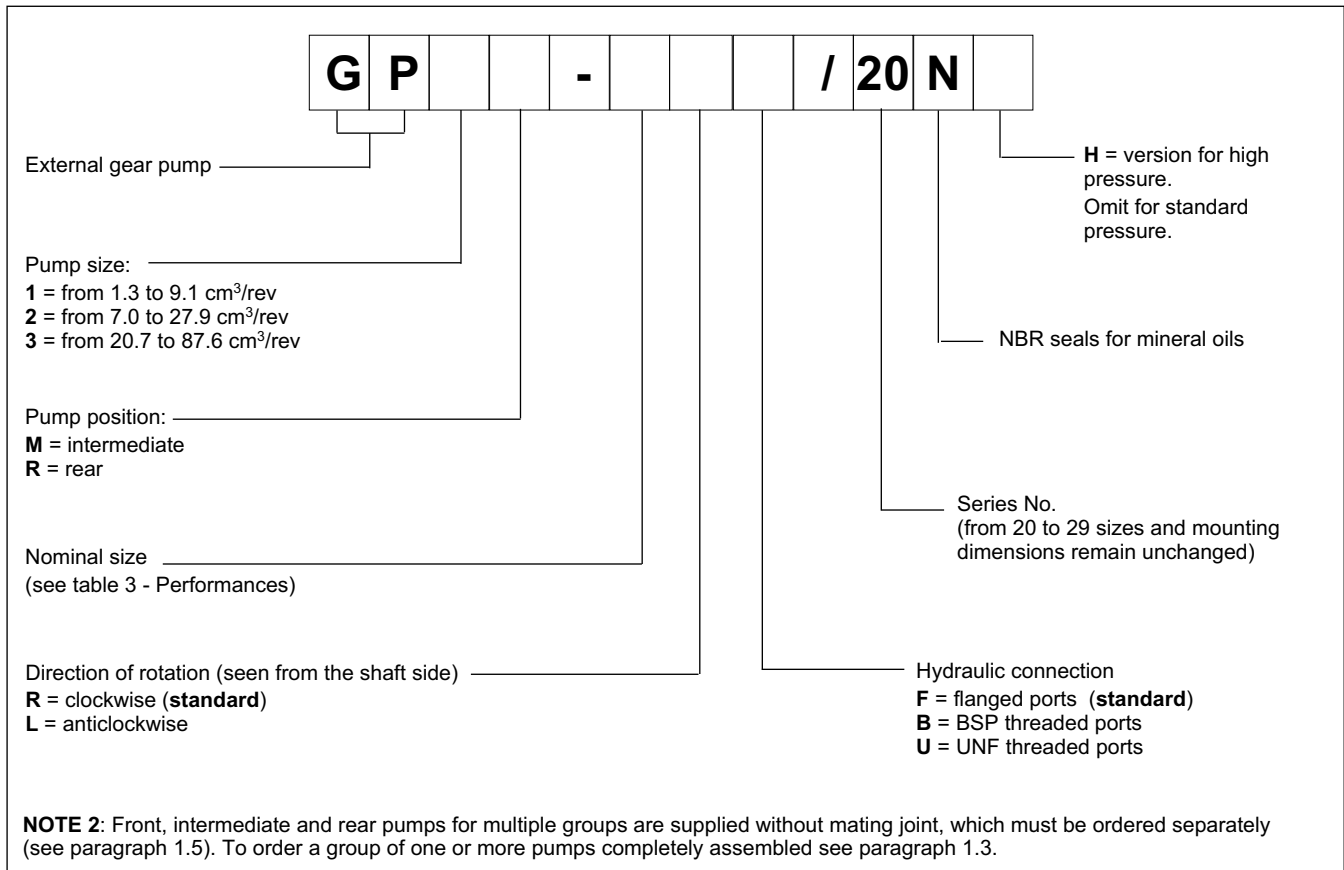 G P - / 20 N
External gear pump
H = version for high
pressure.
Omit for standard
pressure.
Pump size:
1 = from 1.3 to 9.1 cm³/rev
2 = from 7.0 to 27.9 cm³/rev
3 = from 20.7 to 87.6 cm³/rev
NBR seals for mineral oils
Pump position:
M = intermediate
R = rear
Series No.
(from 20 to 29 sizes and mounting
dimensions remain unchanged)
Nominal size
(see table 3 - Performances)
Direction of rotation (seen from the shaft side)
R = clockwise (standard)
L = anticlockwise
Hydraulic connection
F = flanged ports (standard)
B = BSP threaded ports
U = UNF threaded ports
NOTE 2: Front, intermediate and rear pumps for multiple groups are supplied without mating joint, which must be ordered separately
(see paragraph 1.5). To order a group of one or more pumps completely assembled see paragraph 1.3.